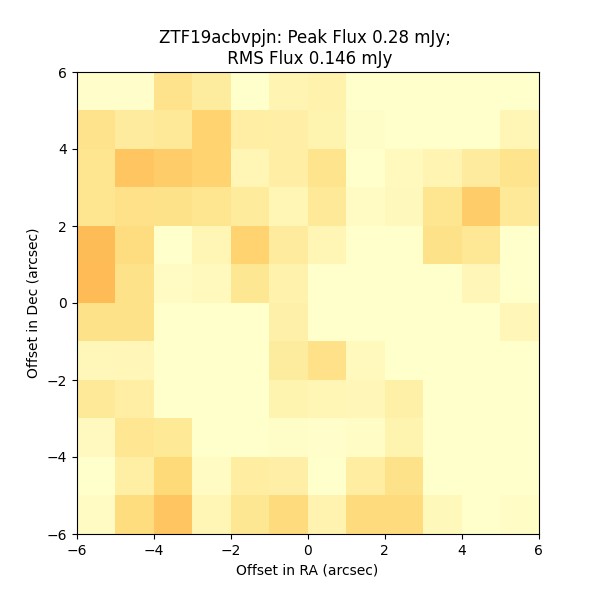 ZTF19acbvpjn: Peak Flux 0.28 mJy;
RMS Flux 0.146 mJy
6
4
2
0
−2
−4
−6
Offset in Dec (arcsec)
−6 −4 −2 0 2 4 6
Offset in RA (arcsec)